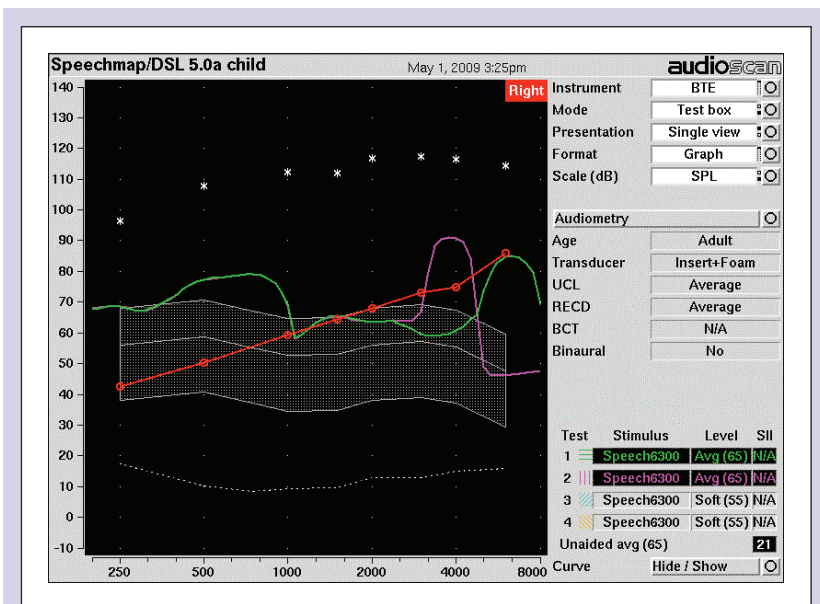 Speechmap/DSL 5.0a child
May 1, 2009 3:25pm
audioscan
Right
140
130
120
110
100
90
80
70
60
50
40
30
20
10
0
-10
250 500 1000 2000 4000 8000
Instrument BTE
Mode Test box
Presentation Single view
Format Graph
Scale (dB) SPL
Audiometry
Age Adult
Transducer Insert+Foam
UCL Average
RECD Average
BCT N/A
Binaural No
Test Stimulus Level SII
1 Speech6300 Avg (65) N/A
2 Speech6300 Avg (65) N/A
3 Speech6300 Soft (55) N/A
4 Speech6300 Soft (55) N/A
Unaided avg (65) 21
Curve Hide / Show